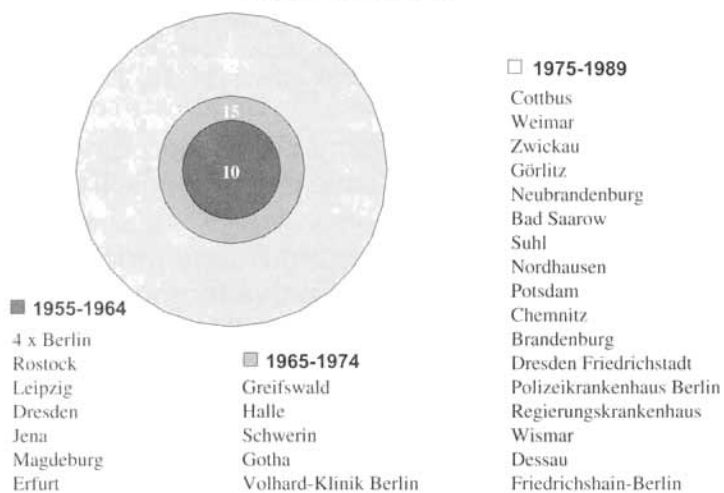 15
10
1955-1964
4 x Berlin
Rostock
Leipzig
Dresden
Jena
Magdeburg
Erfurt
1965-1974
Greifswald
Halle
Schwerin
Gotha
Volhard-Klinik Berlin
1975-1989
Cottbus
Weimar
Zwickau
Görlitz
Neubrandenburg
Bad Saarow
Suhl
Nordhausen
Potsdam
Chemnitz
Brandenburg
Dresden Friedrichstadt
Polizeikrankenhaus Berlin
Regierungskrankenhaus
Wismar
Dessau
Friedrichshain-Berlin